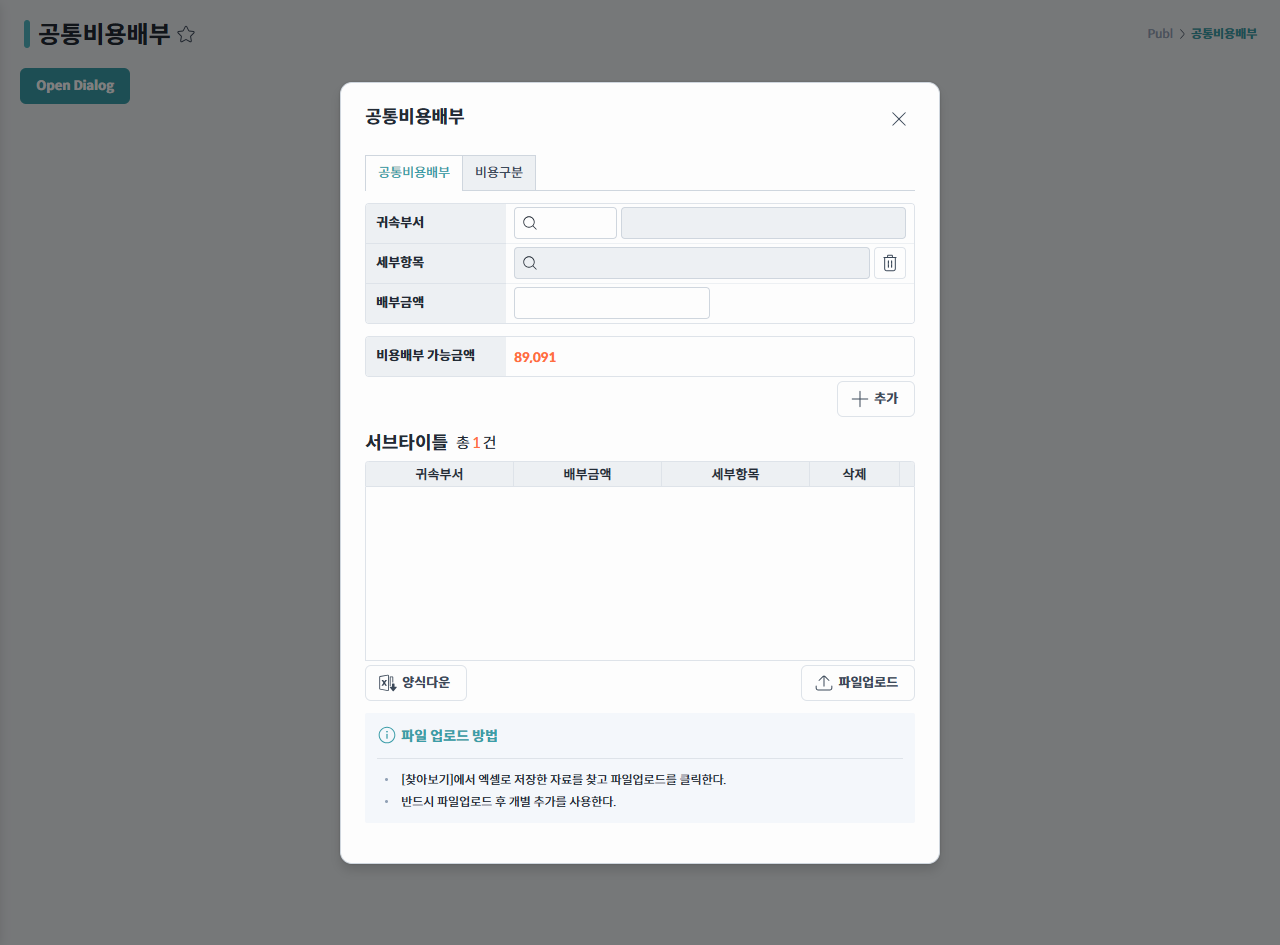 공통비용배부
Publ > 공통비용배부
Open Dialog
공통비용배부
공통비용배부 비용구분
귀속부서
세부항목
배부금액
비용배부 가능금액 89,091
추가
서브타이틀 총 1 건
귀속부서 배부금액 세부항목 삭제
양식다운 파일업로드
파일 업로드 방법
• [찾아보기]에서 엑셀로 저장한 자료를 찾고 파일업로드를 클릭한다.
• 반드시 파일업로드 후 개별 추가를 사용한다.